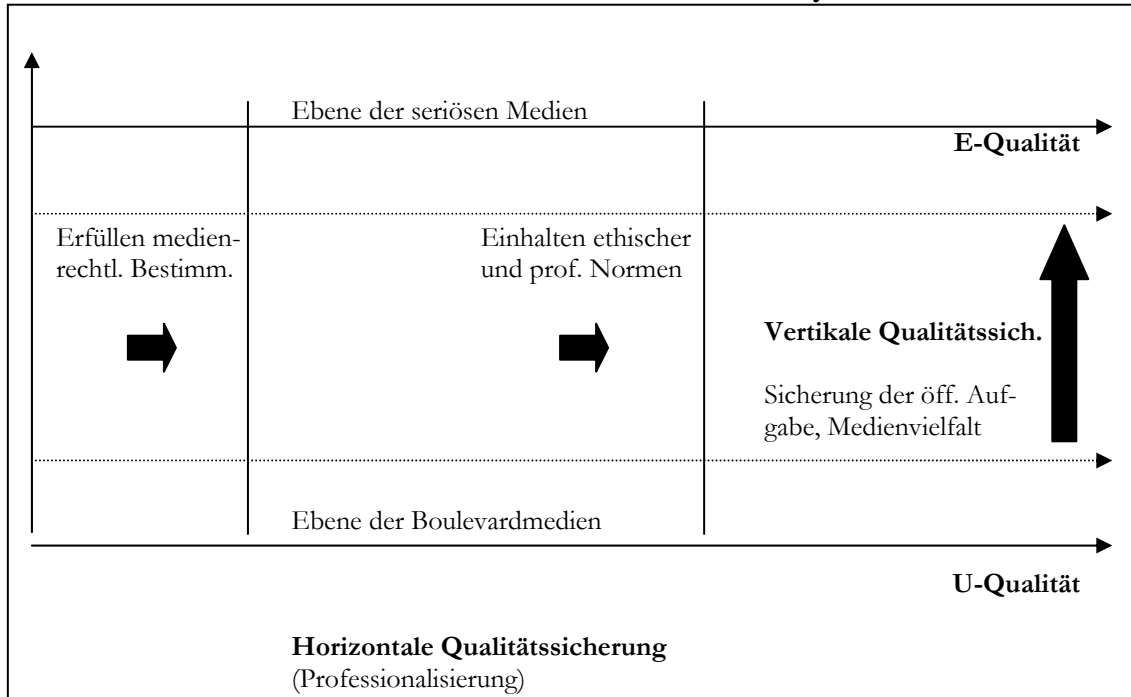 Ebene der seriösen Medien
E-Qualität
Erfüllen medien-
rechtl. Bestimm.
Einhalten ethischer
und prof. Normen
Vertikale Qualitätssich.
Sicherung der öff. Auf-
gabe, Medienvielfalt
Ebene der Boulevardmedien
U-Qualität
Horizontale Qualitätssicherung
(Professionalisierung)